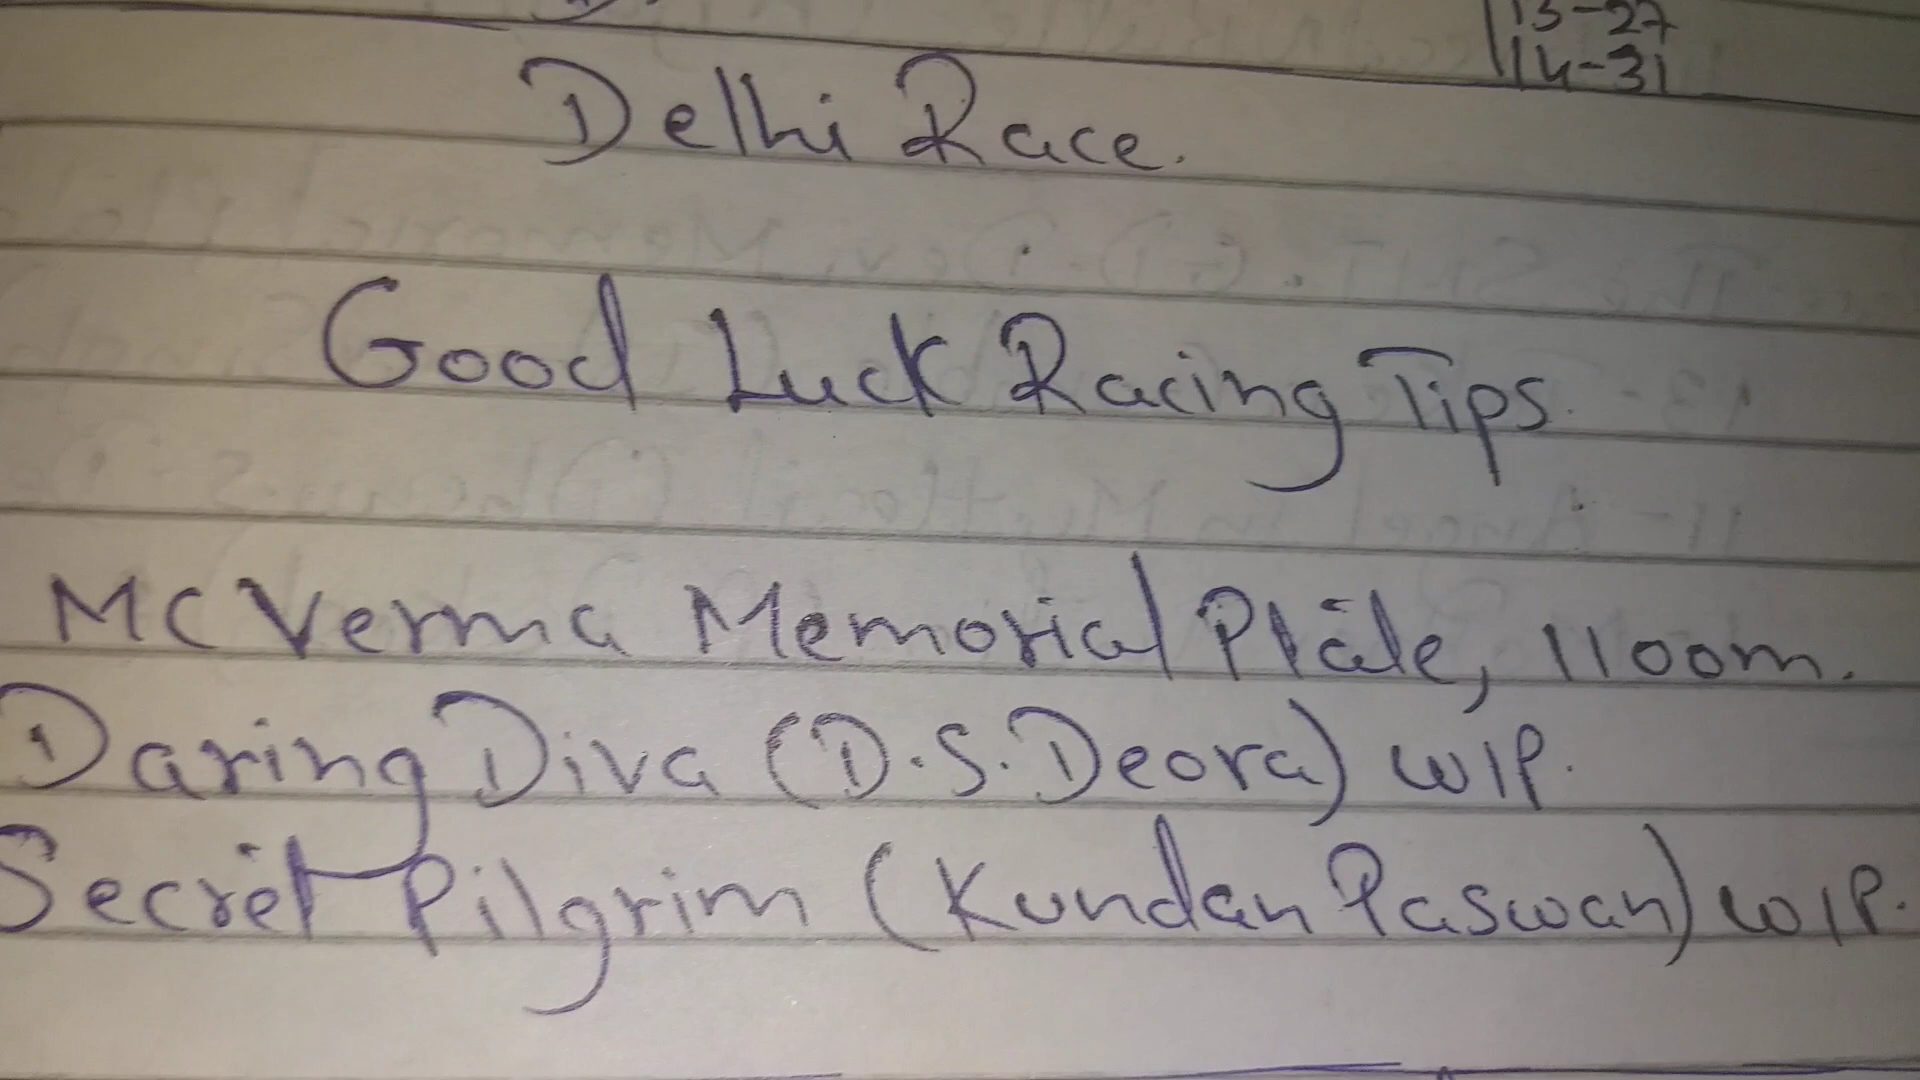 13-27
14-31
Delhi Race.
Good Luck Racing Tips.
MC Verma Memorial Plate, 1100m.
Daring Diva (D.S. Deora) W/P.
Secret Pilgrim (Kundan Paswan) W/P.